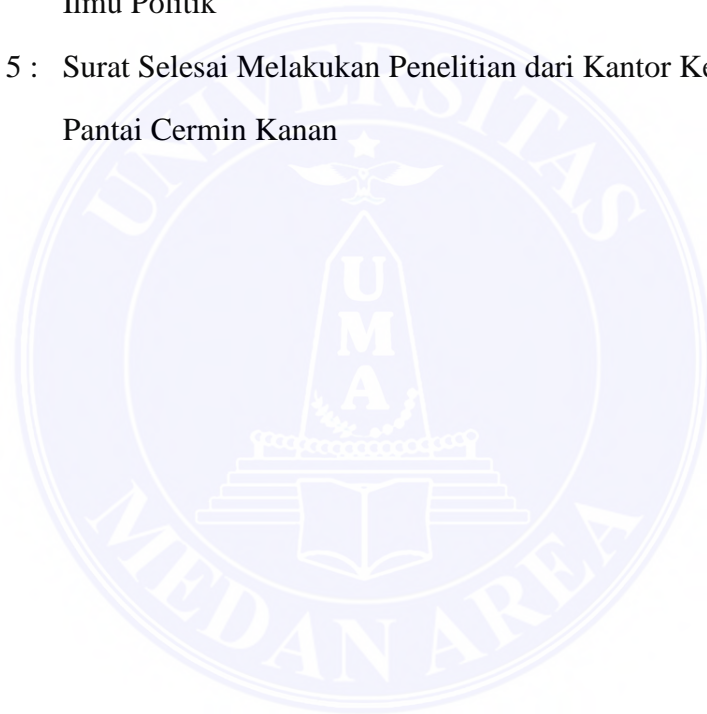 Ilmu Politik
5 : Surat Selesai Melakukan Penelitian dari Kantor Ke
Pantai Cermin Kanan
UNIVERSITAS
UMA
MEDAN AREA